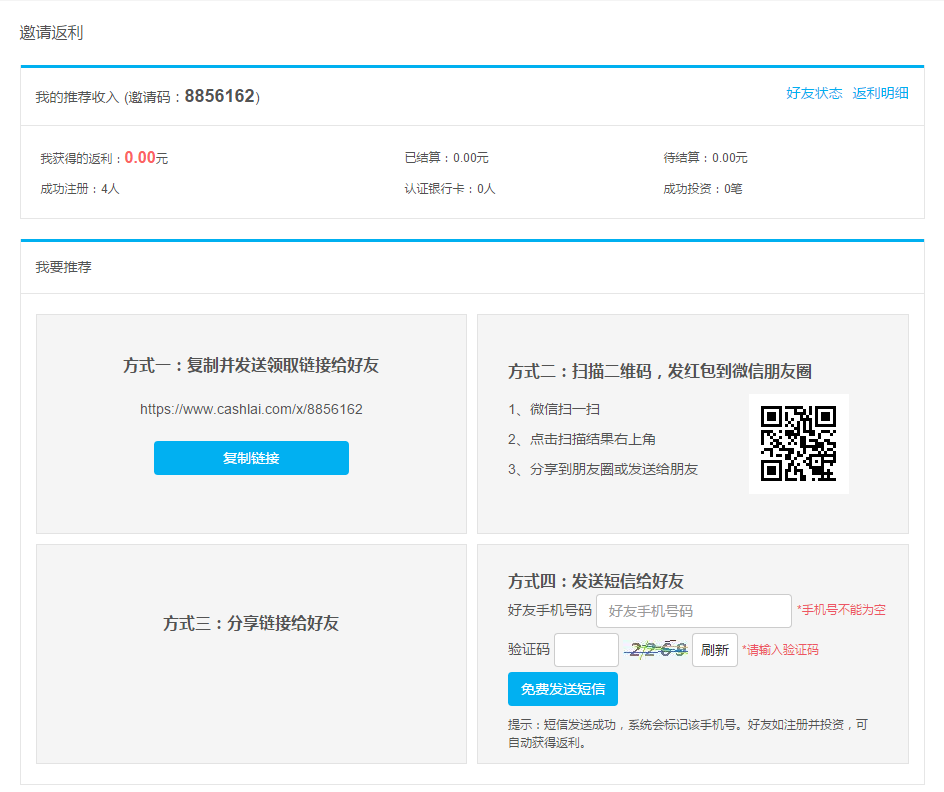 邀请返利
我的推荐收入 (邀请码：8856162)
好友状态 返利明细
我获得的返利：0.00元
已结算：0.00元
待结算：0.00元
成功注册：4人
认证银行卡：0人
成功投资：0笔
我要推荐
方式一：复制并发送领取链接给好友
https://www.cashlai.com/x/8856162
复制链接
方式二：扫描二维码，发红包到微信朋友圈
1、微信扫一扫
2、点击扫描结果右上角
3、分享到朋友圈或发送给朋友
方式三：分享链接给好友
方式四：发送短信给好友
好友手机号码 好友手机号码 *手机号不能为空
验证码 2269 刷新 *请输入验证码
免费发送短信
提示：短信发送成功，系统会标记该手机号。好友如注册并投资，可
自动获得返利。